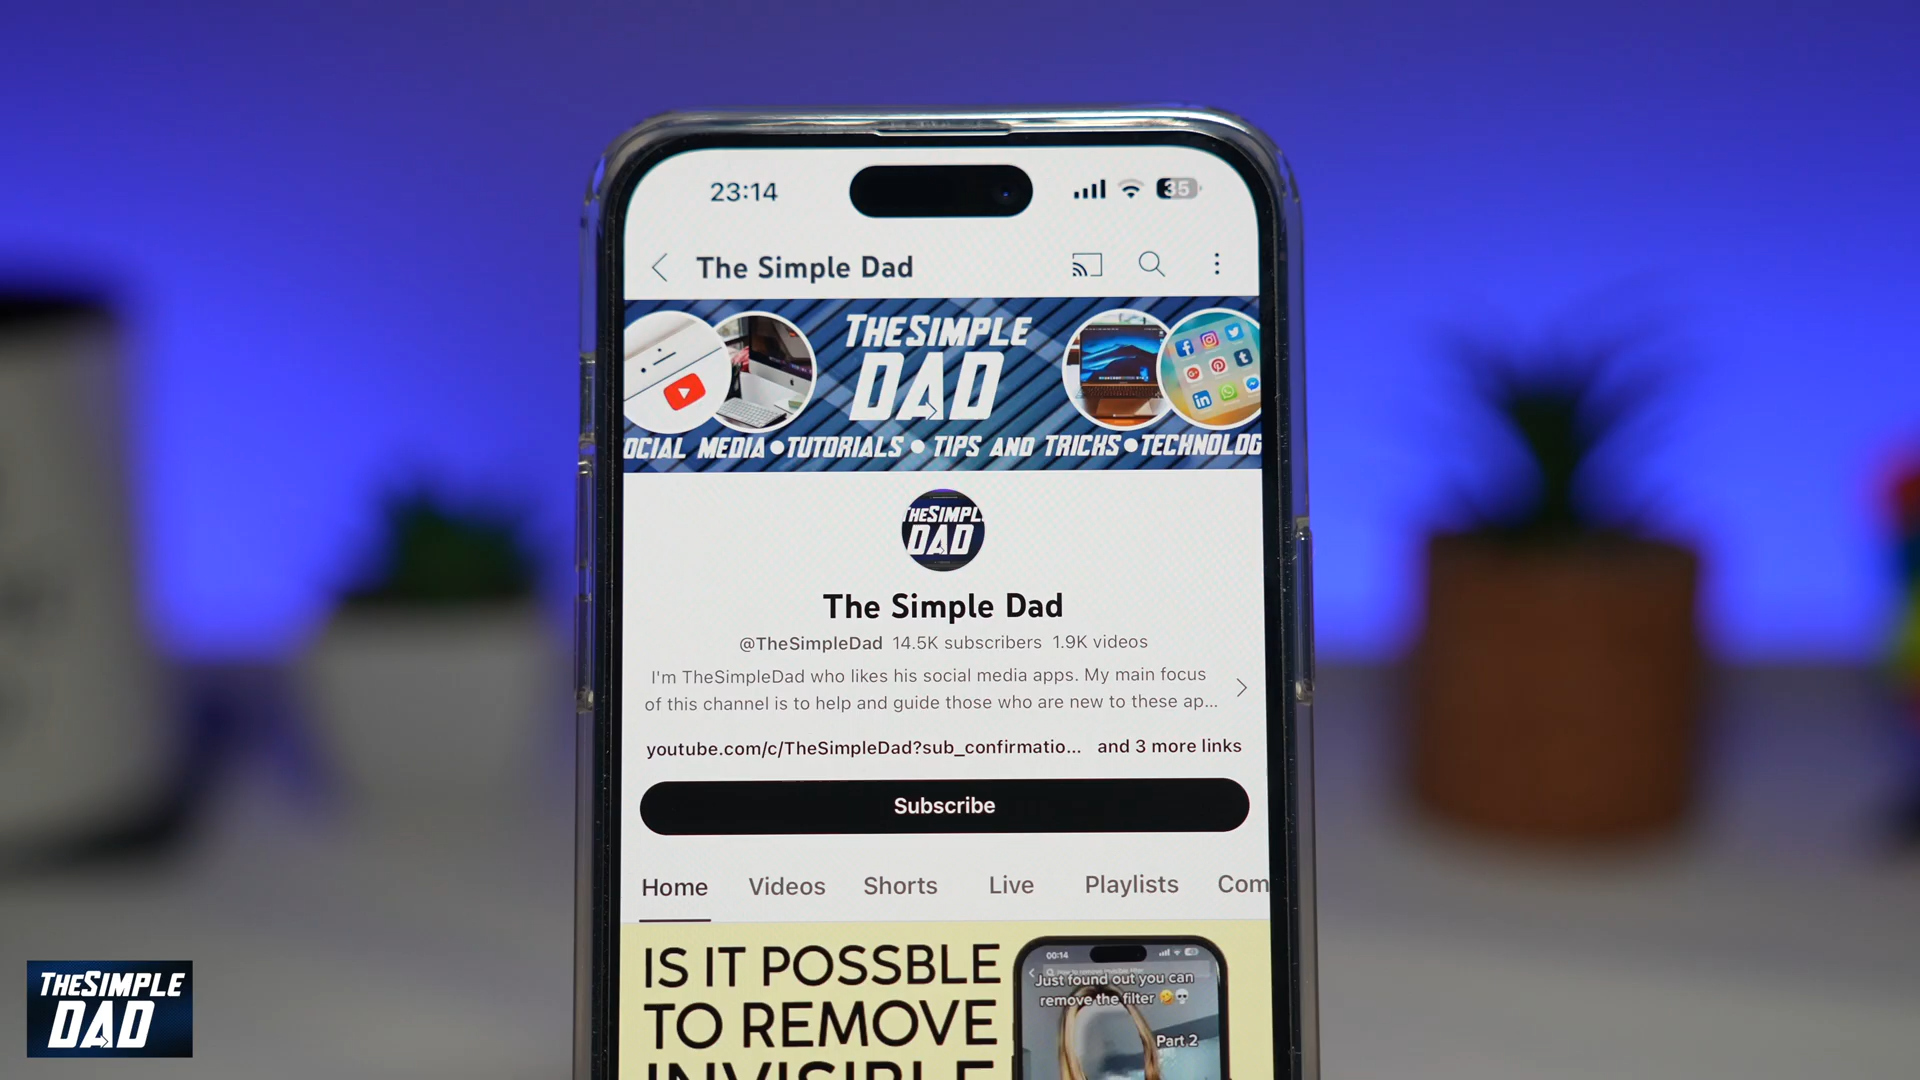 23:14
35
The Simple Dad
THESIMPLE
DAD
OCIAL MEDIA • TUTORIALS • TIPS AND TRICKS • TECHNOLOG
HESIMPL
DAD
The Simple Dad
@TheSimpleDad 14.5K subscribers 1.9K videos
I'm TheSimpleDad who likes his social media apps. My main focus
of this channel is to help and guide those who are new to these ap...
youtube.com/c/TheSimpleDad?sub_confirmatio... and 3 more links
Subscribe
Home Videos Shorts Live Playlists Com
IS IT POSSBLE
TO REMOVE
INVISIBLE
00:14
Just found out you can
remove the filter 🤣💀
Part 2
THESIMPLE
DAD